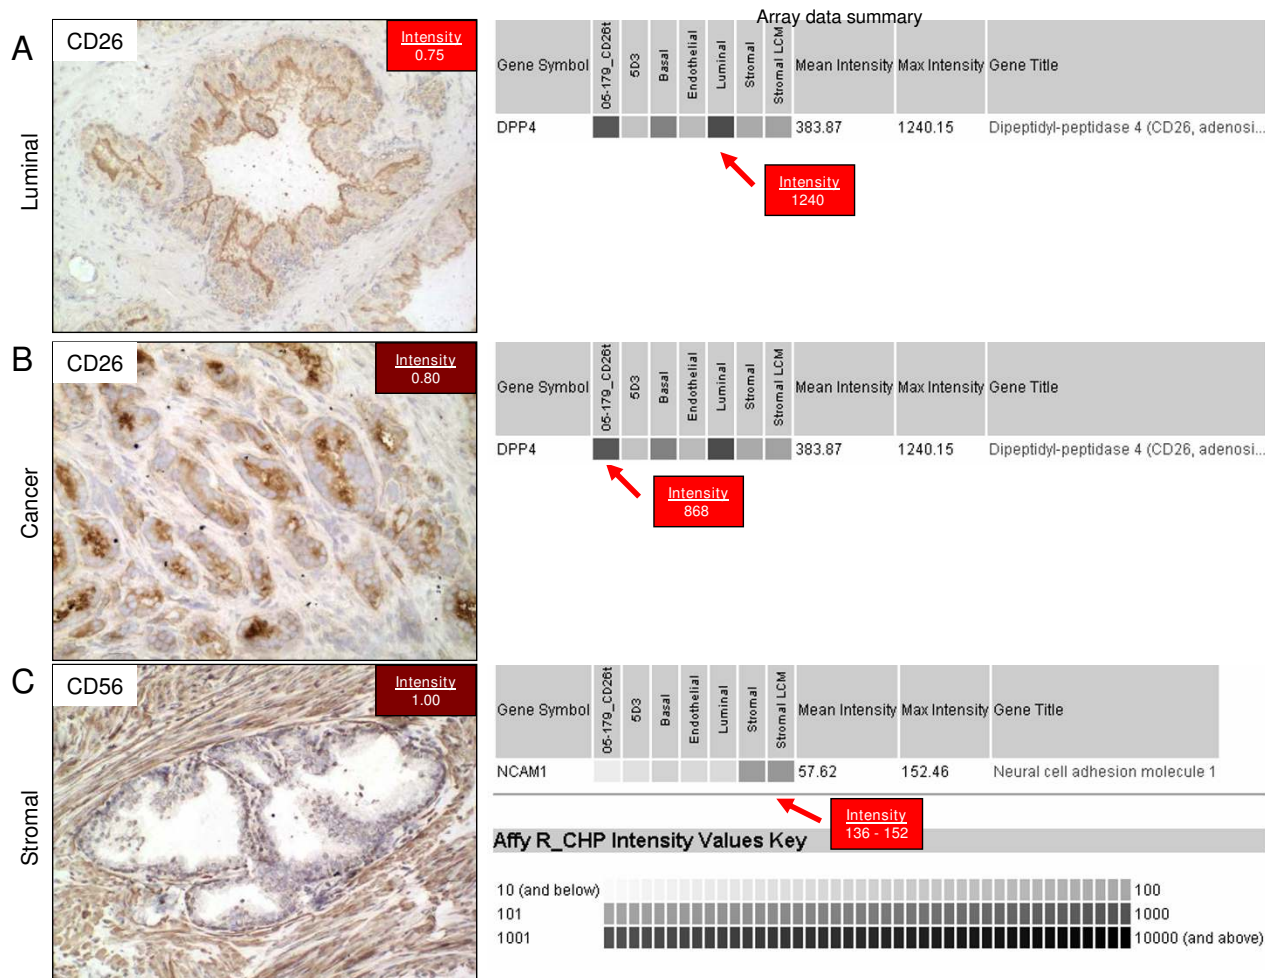 Array data summary
A
CD26
Intensity
0.75
Luminal
Gene Symbol
05-179_CD26t
5D3
Basal
Endothelial
Luminal
Stromal
Stromal LCM
Mean Intensity
Max Intensity
Gene Title
DPP4
383.87
1240.15
Dipeptidyl-peptidase 4 (CD26, adenosi...
Intensity
1240
B
CD26
Intensity
0.80
Cancer
Gene Symbol
05-179_CD26t
5D3
Basal
Endothelial
Luminal
Stromal
Stromal LCM
Mean Intensity
Max Intensity
Gene Title
DPP4
383.87
1240.15
Dipeptidyl-peptidase 4 (CD26, adenosi...
Intensity
868
C
CD56
Intensity
1.00
Stromal
Gene Symbol
05-179_CD26t
5D3
Basal
Endothelial
Luminal
Stromal
Stromal LCM
Mean Intensity
Max Intensity
Gene Title
NCAM1
57.62
152.46
Neural cell adhesion molecule 1
Intensity
136 - 152
Affy R_CHP Intensity Values Key
10 (and below)
100
101
1000
1001
10000 (and above)